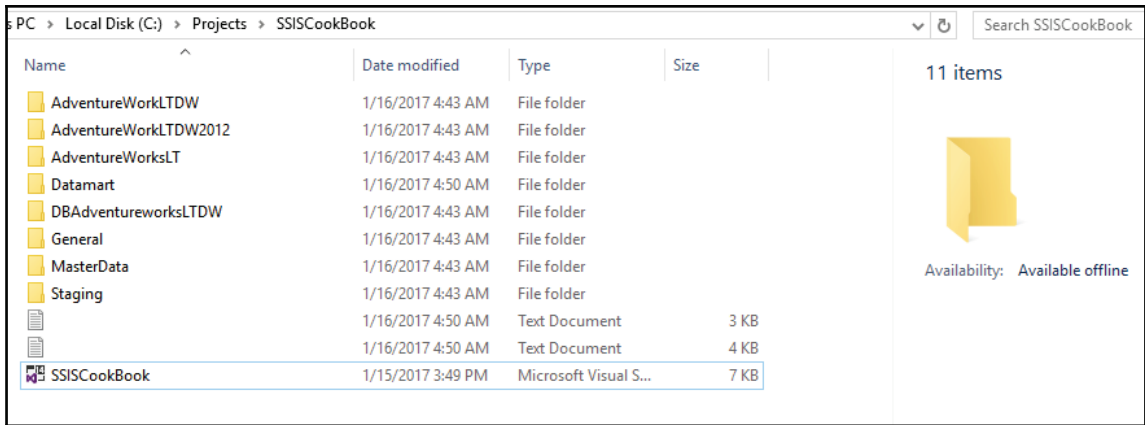 s PC > Local Disk (C:) > Projects > SSISCookBook Search SSISCookBook
Name Date modified Type Size
11 items
AdventureWorkLTDW 1/16/2017 4:43 AM File folder
AdventureWorkLTDW2012 1/16/2017 4:43 AM File folder
AdventureWorksLT 1/16/2017 4:43 AM File folder
Datamart 1/16/2017 4:50 AM File folder
DBAdventureworksLTDW 1/16/2017 4:43 AM File folder
General 1/16/2017 4:43 AM File folder
MasterData 1/16/2017 4:43 AM File folder
Availability: Available offline
Staging 1/16/2017 4:43 AM File folder
1/16/2017 4:50 AM Text Document 3 KB
1/16/2017 4:50 AM Text Document 4 KB
SSISCookBook 1/15/2017 3:49 PM Microsoft Visual S... 7 KB